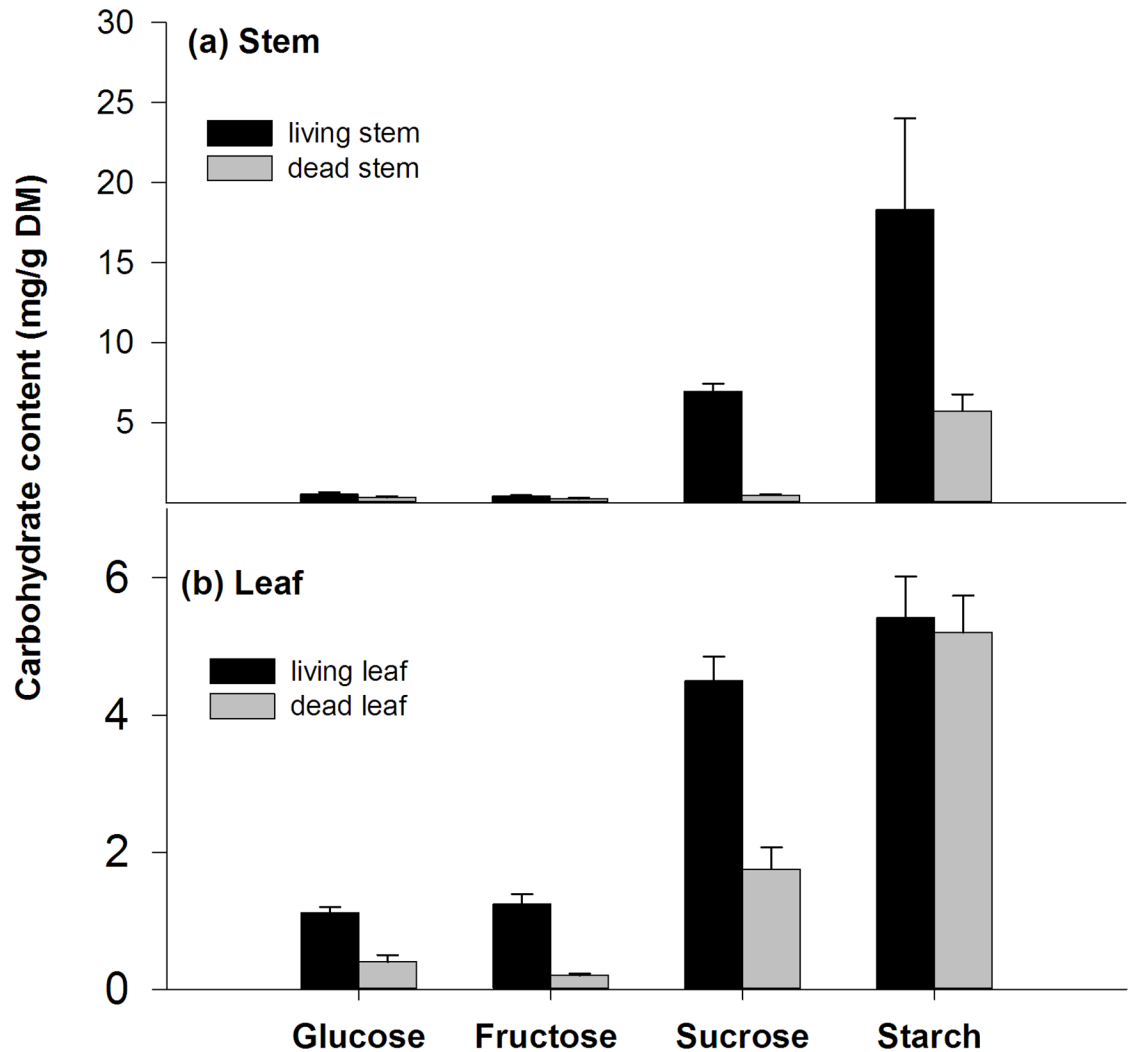 Carbohydrate content (mg/g DM)
(a) Stem
living stem
dead stem
30
25
20
15
10
5
(b) Leaf
living leaf
dead leaf
6
4
2
0
Glucose Fructose Sucrose Starch